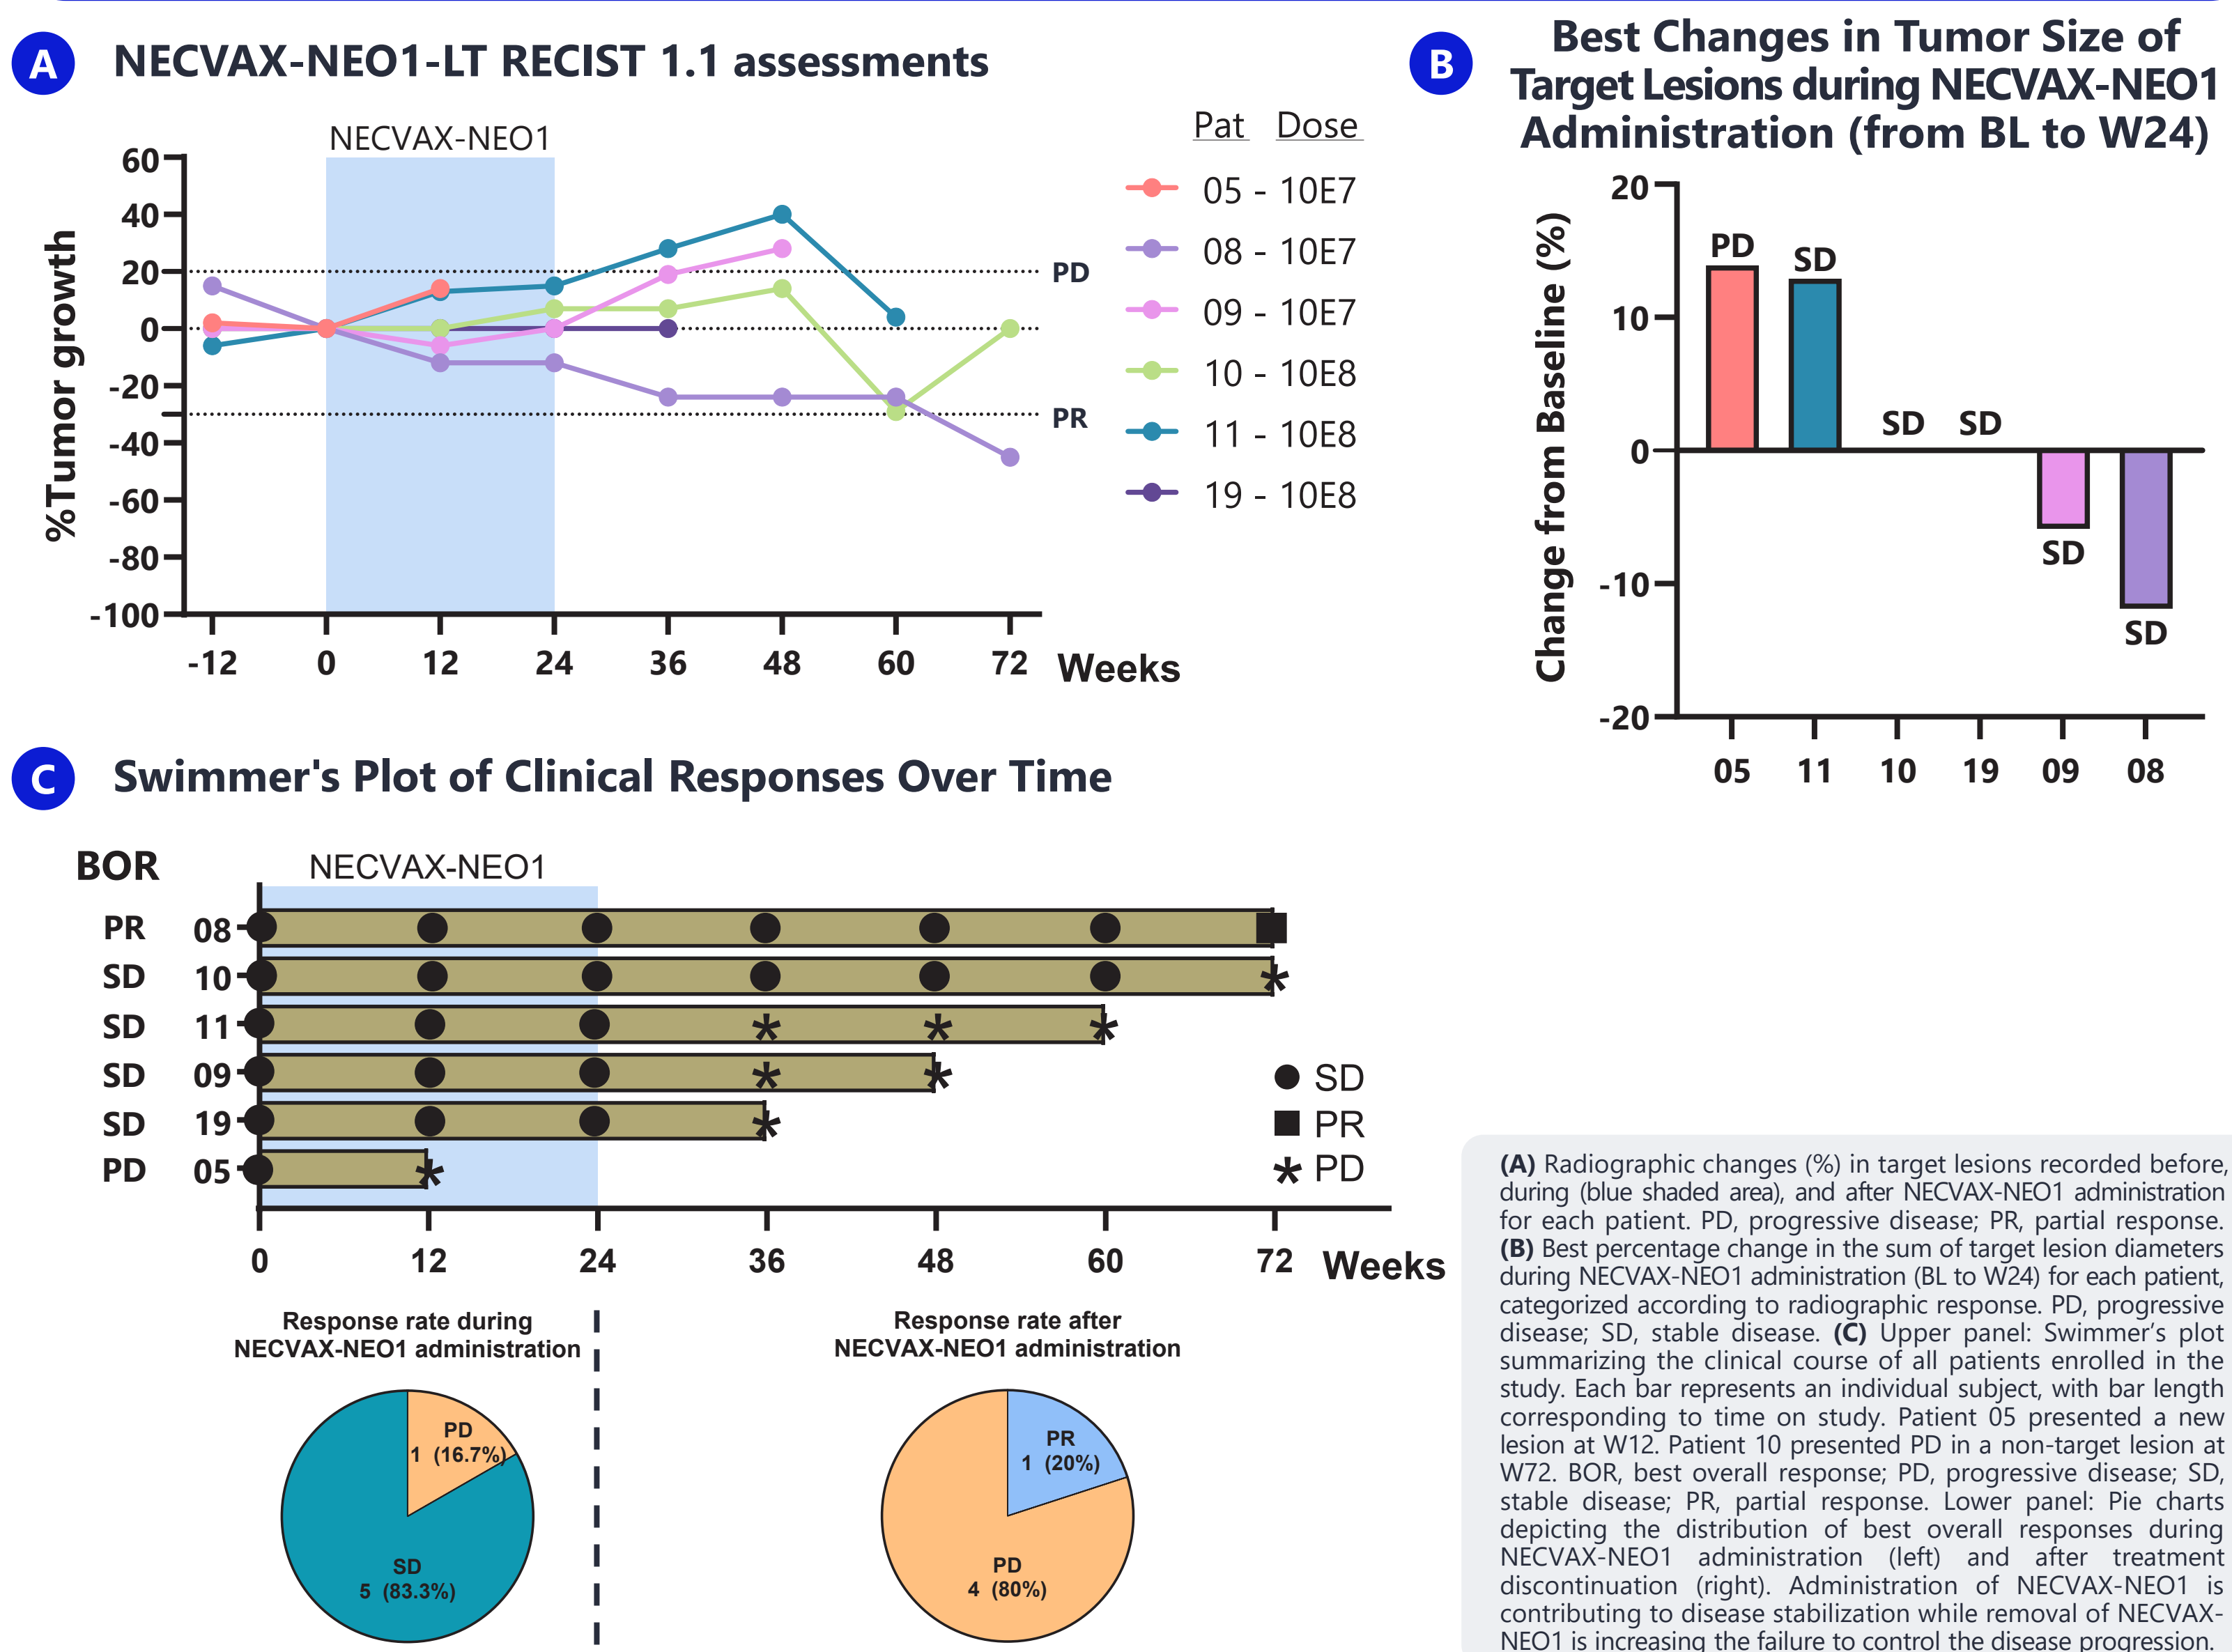 A
NECVAX-NEO1-LT RECIST 1.1 assessments
NECVAX-NEO1
%Tumor growth
60
40
20
0
-20
-40
-60
-80
-100
PD
PR
-12 0 12 24 36 48 60 72 Weeks
Pat Dose
05 - 10E7
08 - 10E7
09 - 10E7
10 - 10E8
11 - 10E8
19 - 10E8
B
Best Changes in Tumor Size of
Target Lesions during NECVAX-NEO1
Administration (from BL to W24)
Change from Baseline (%)
20
10
0
-10
-20
PD
SD
SD
SD
SD
SD
05 11 10 19 09 08
C
Swimmer's Plot of Clinical Responses Over Time
BOR
NECVAX-NEO1
PR 08
SD 10
SD 11
SD 09
SD 19
PD 05
SD
PR
PD
0 12 24 36 48 60 72 Weeks
Response rate during
NECVAX-NEO1 administration
PD
1 (16.7%)
SD
5 (83.3%)
Response rate after
NECVAX-NEO1 administration
PR
1 (20%)
PD
4 (80%)
(A) Radiographic changes (%) in target lesions recorded before,
during (blue shaded area), and after NECVAX-NEO1 administration
for each patient. PD, progressive disease; PR, partial response.
(B) Best percentage change in the sum of target lesion diameters
during NECVAX-NEO1 administration (BL to W24) for each patient,
categorized according to radiographic response. PD, progressive
disease; SD, stable disease. (C) Upper panel: Swimmer’s plot
summarizing the clinical course of all patients enrolled in the
study. Each bar represents an individual subject, with bar length
corresponding to time on study. Patient 05 presented a new
lesion at W12. Patient 10 presented PD in a non-target lesion at
W72. BOR, best overall response; PD, progressive disease; SD,
stable disease; PR, partial response. Lower panel: Pie charts
depicting the distribution of best overall responses during
NECVAX-NEO1 administration (left) and after treatment
discontinuation (right). Administration of NECVAX-NEO1 is
contributing to disease stabilization while removal of NECVAX-
NEO1 is increasing the failure to control the disease progression.